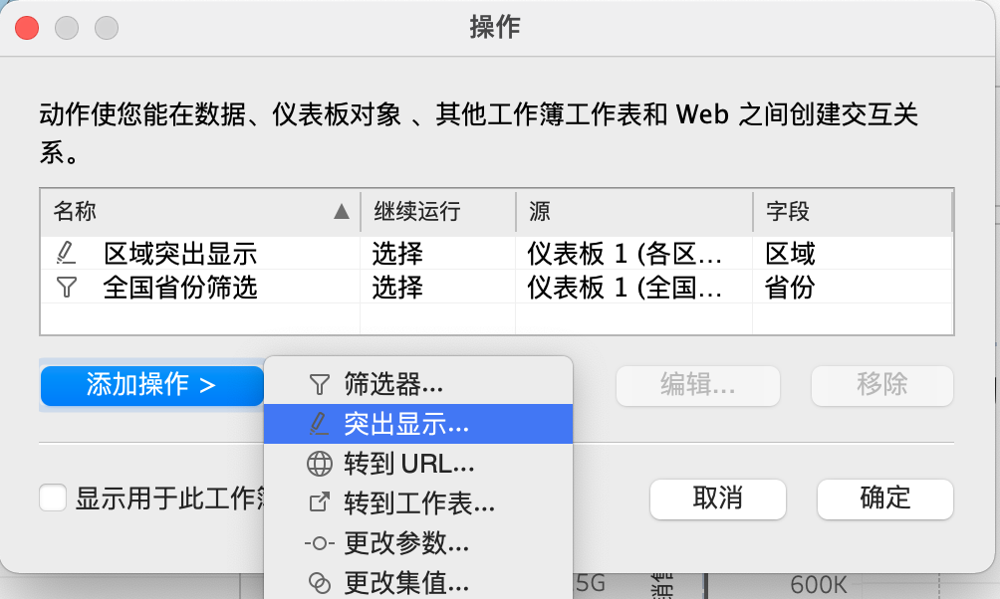 操作
动作使您能在数据、仪表板对象 、其他工作簿工作表和 Web 之间创建交互关
系。
名称 继续运行 源 字段
区域突出显示 选择 仪表板 1 (各区… 区域
全国省份筛选 选择 仪表板 1 (全国… 省份
添加操作 > 编辑… 移除
筛选器...
突出显示...
转到 URL...
转到工作表...
更改参数...
更改集值...
显示用于此工作
取消 确定
5G 600K